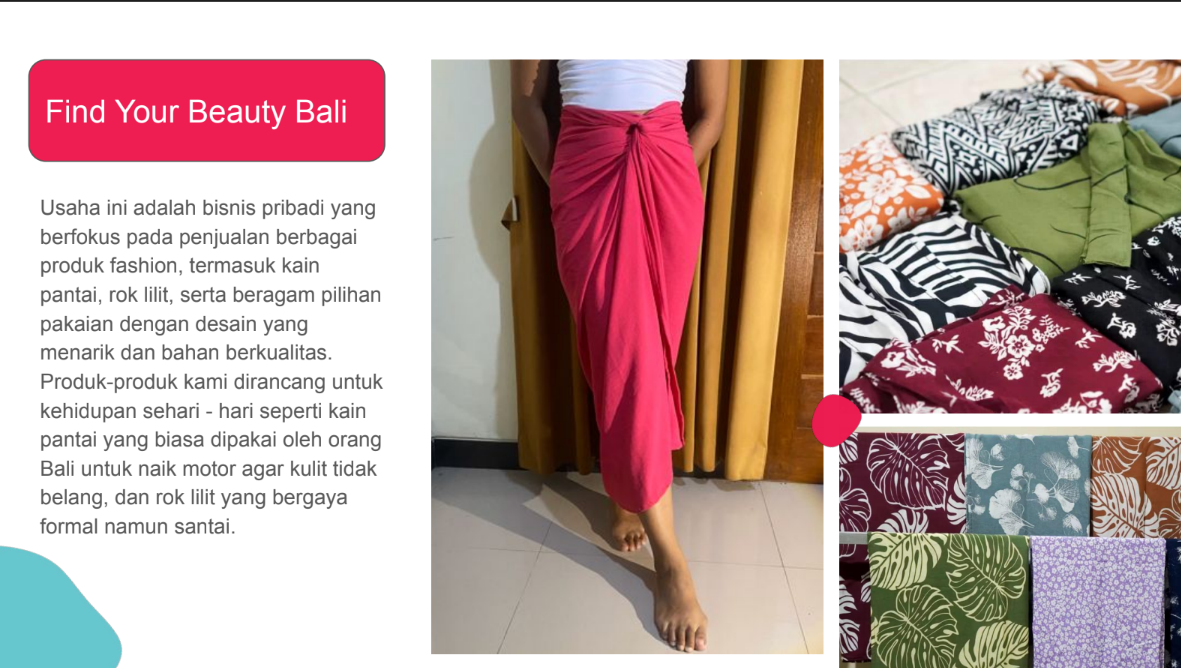 Find Your Beauty Bali
Usaha ini adalah bisnis pribadi yang
berfokus pada penjualan berbagai
produk fashion, termasuk kain
pantai, rok lilit, serta beragam pilihan
pakaian dengan desain yang
menarik dan bahan berkualitas.
Produk-produk kami dirancang untuk
kehidupan sehari - hari seperti kain
pantai yang biasa dipakai oleh orang
Bali untuk naik motor agar kulit tidak
belang, dan rok lilit yang bergaya
formal namun santai.